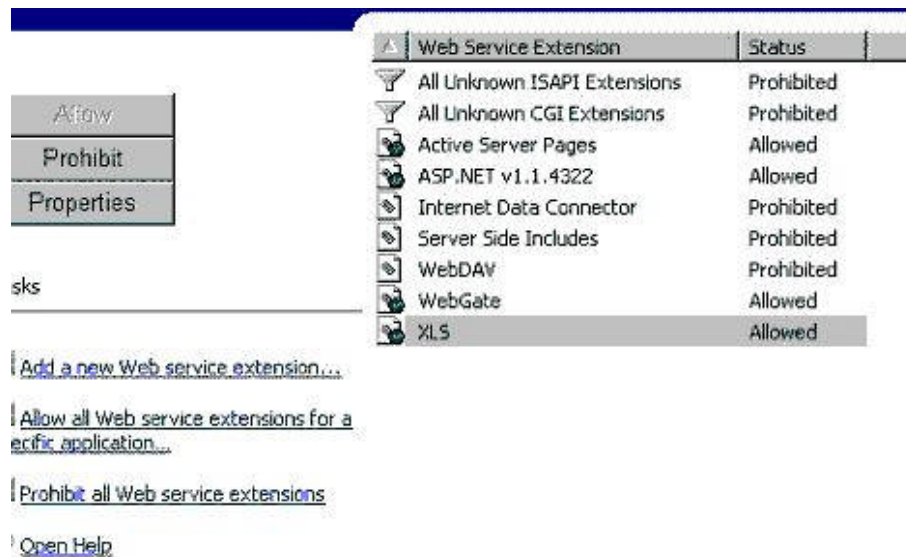 Web Service Extension Status
All Unknown ISAPI Extensions Prohibited
All Unknown CGI Extensions Prohibited
Active Server Pages Allowed
ASP.NET v1.1.4322 Allowed
Internet Data Connector Prohibited
Server Side Includes Prohibited
WebDAV Prohibited
WebGate Allowed
XLS Allowed
Allow
Prohibit
Properties
sks
Add a new Web service extension...
Allow all Web service extensions for a
ecific application...
Prohibit all Web service extensions
Open Help